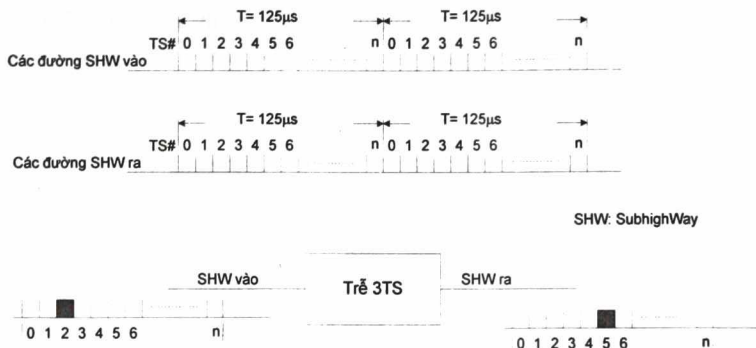 T= 125µs T= 125µs
TS# 0 1 2 3 4 5 6 n 0 1 2 3 4 5 6 n
Các đường SHW vào
T= 125µs T= 125µs
TS# 0 1 2 3 4 5 6 n 0 1 2 3 4 5 6 n
Các đường SHW ra
SHW: SubhighWay
SHW vào Trễ 3TS SHW ra
0 1 2 3 4 5 6 n
0 1 2 3 4 5 6 n